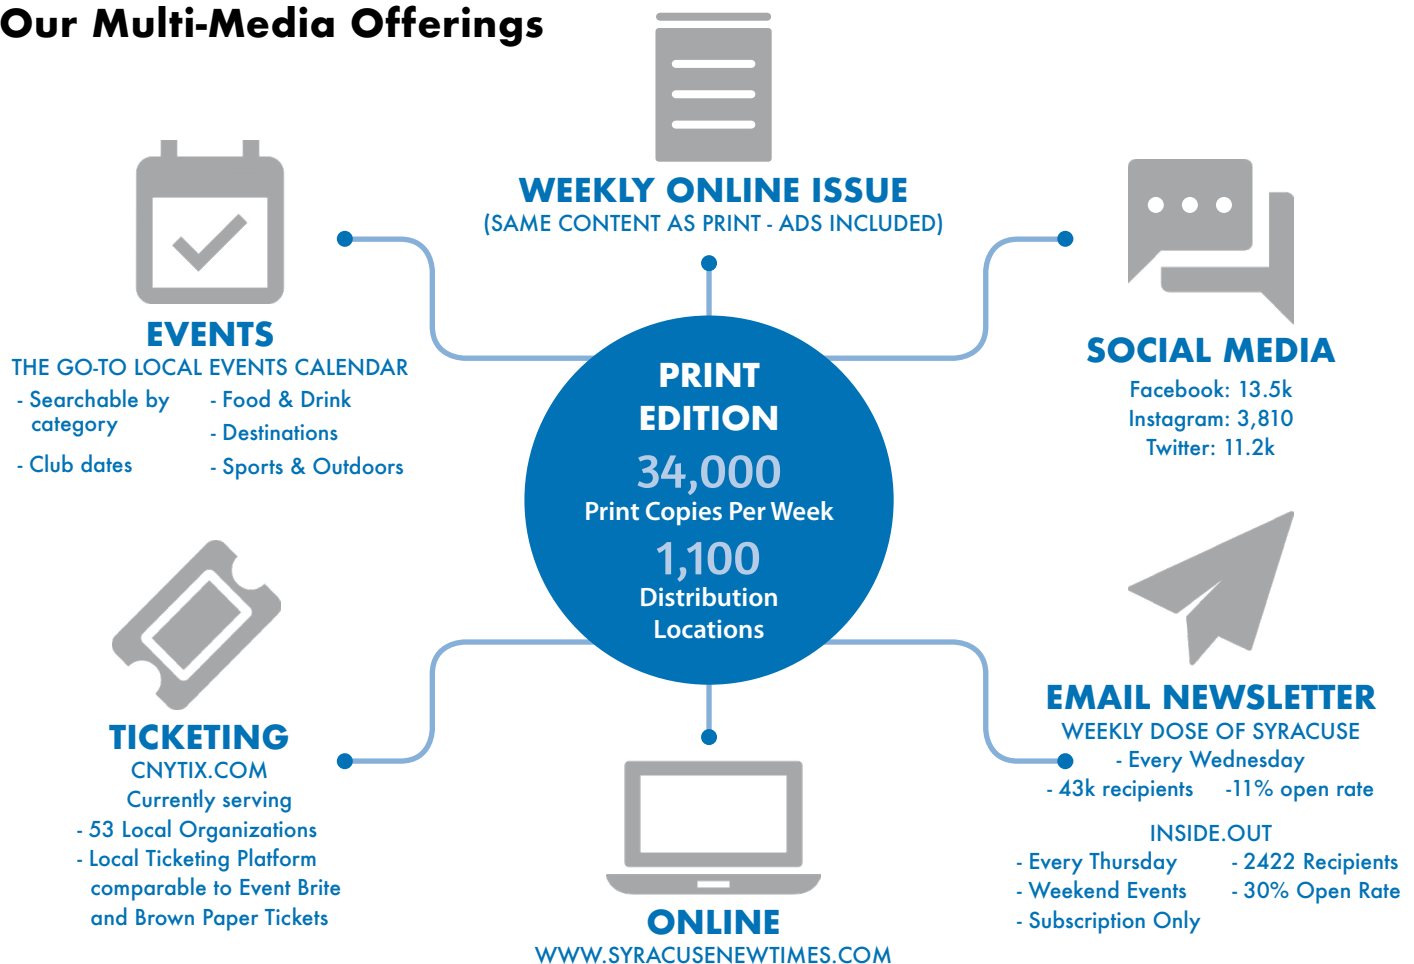 Our Multi-Media Offerings
WEEKLY ONLINE ISSUE
(SAME CONTENT AS PRINT - ADS INCLUDED)
EVENTS
THE GO-TO LOCAL EVENTS CALENDAR
- Searchable by
category
- Club dates
- Food & Drink
- Destinations
- Sports & Outdoors
SOCIAL MEDIA
Facebook: 13.5k
Instagram: 3,810
Twitter: 11.2k
PRINT
EDITION
34,000
Print Copies Per Week
1,100
Distribution
Locations
TICKETING
CNYTIX.COM
Currently serving
- 53 Local Organizations
- Local Ticketing Platform
comparable to Event Brite
and Brown Paper Tickets
EMAIL NEWSLETTER
WEEKLY DOSE OF SYRACUSE
- Every Wednesday
- 43k recipients -11% open rate
INSIDE.OUT
- Every Thursday
- Weekend Events
- Subscription Only
- 2422 Recipients
- 30% Open Rate
ONLINE
WWW.SYRACUSENEWTIMES.COM